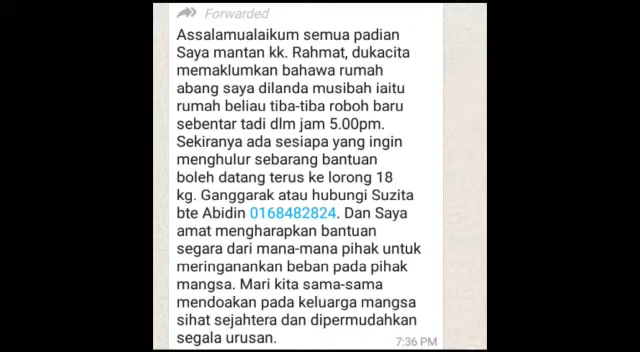 Forwarded
Assalamualaikum semua padian
Saya mantan kk. Rahmat, dukacita
memaklumkan bahawa rumah
abang saya dilanda musibah iaitu
rumah beliau tiba-tiba roboh baru
sebentar tadi dlm jam 5.00pm.
Sekiranya ada sesiapa yang ingin
menghulur sebarang bantuan
boleh datang terus ke lorong 18
kg. Ganggarak atau hubungi Suzita
bte Abidin 0168482824. Dan Saya
amat mengharapkan bantuan
segara dari mana-mana pihak untuk
meringanankan beban pada pihak
mangsa. Mari kita sama-sama
mendoakan pada keluarga mangsa
sihat sejahtera dan dipermudahkan
segala urusan.
7:36 PM